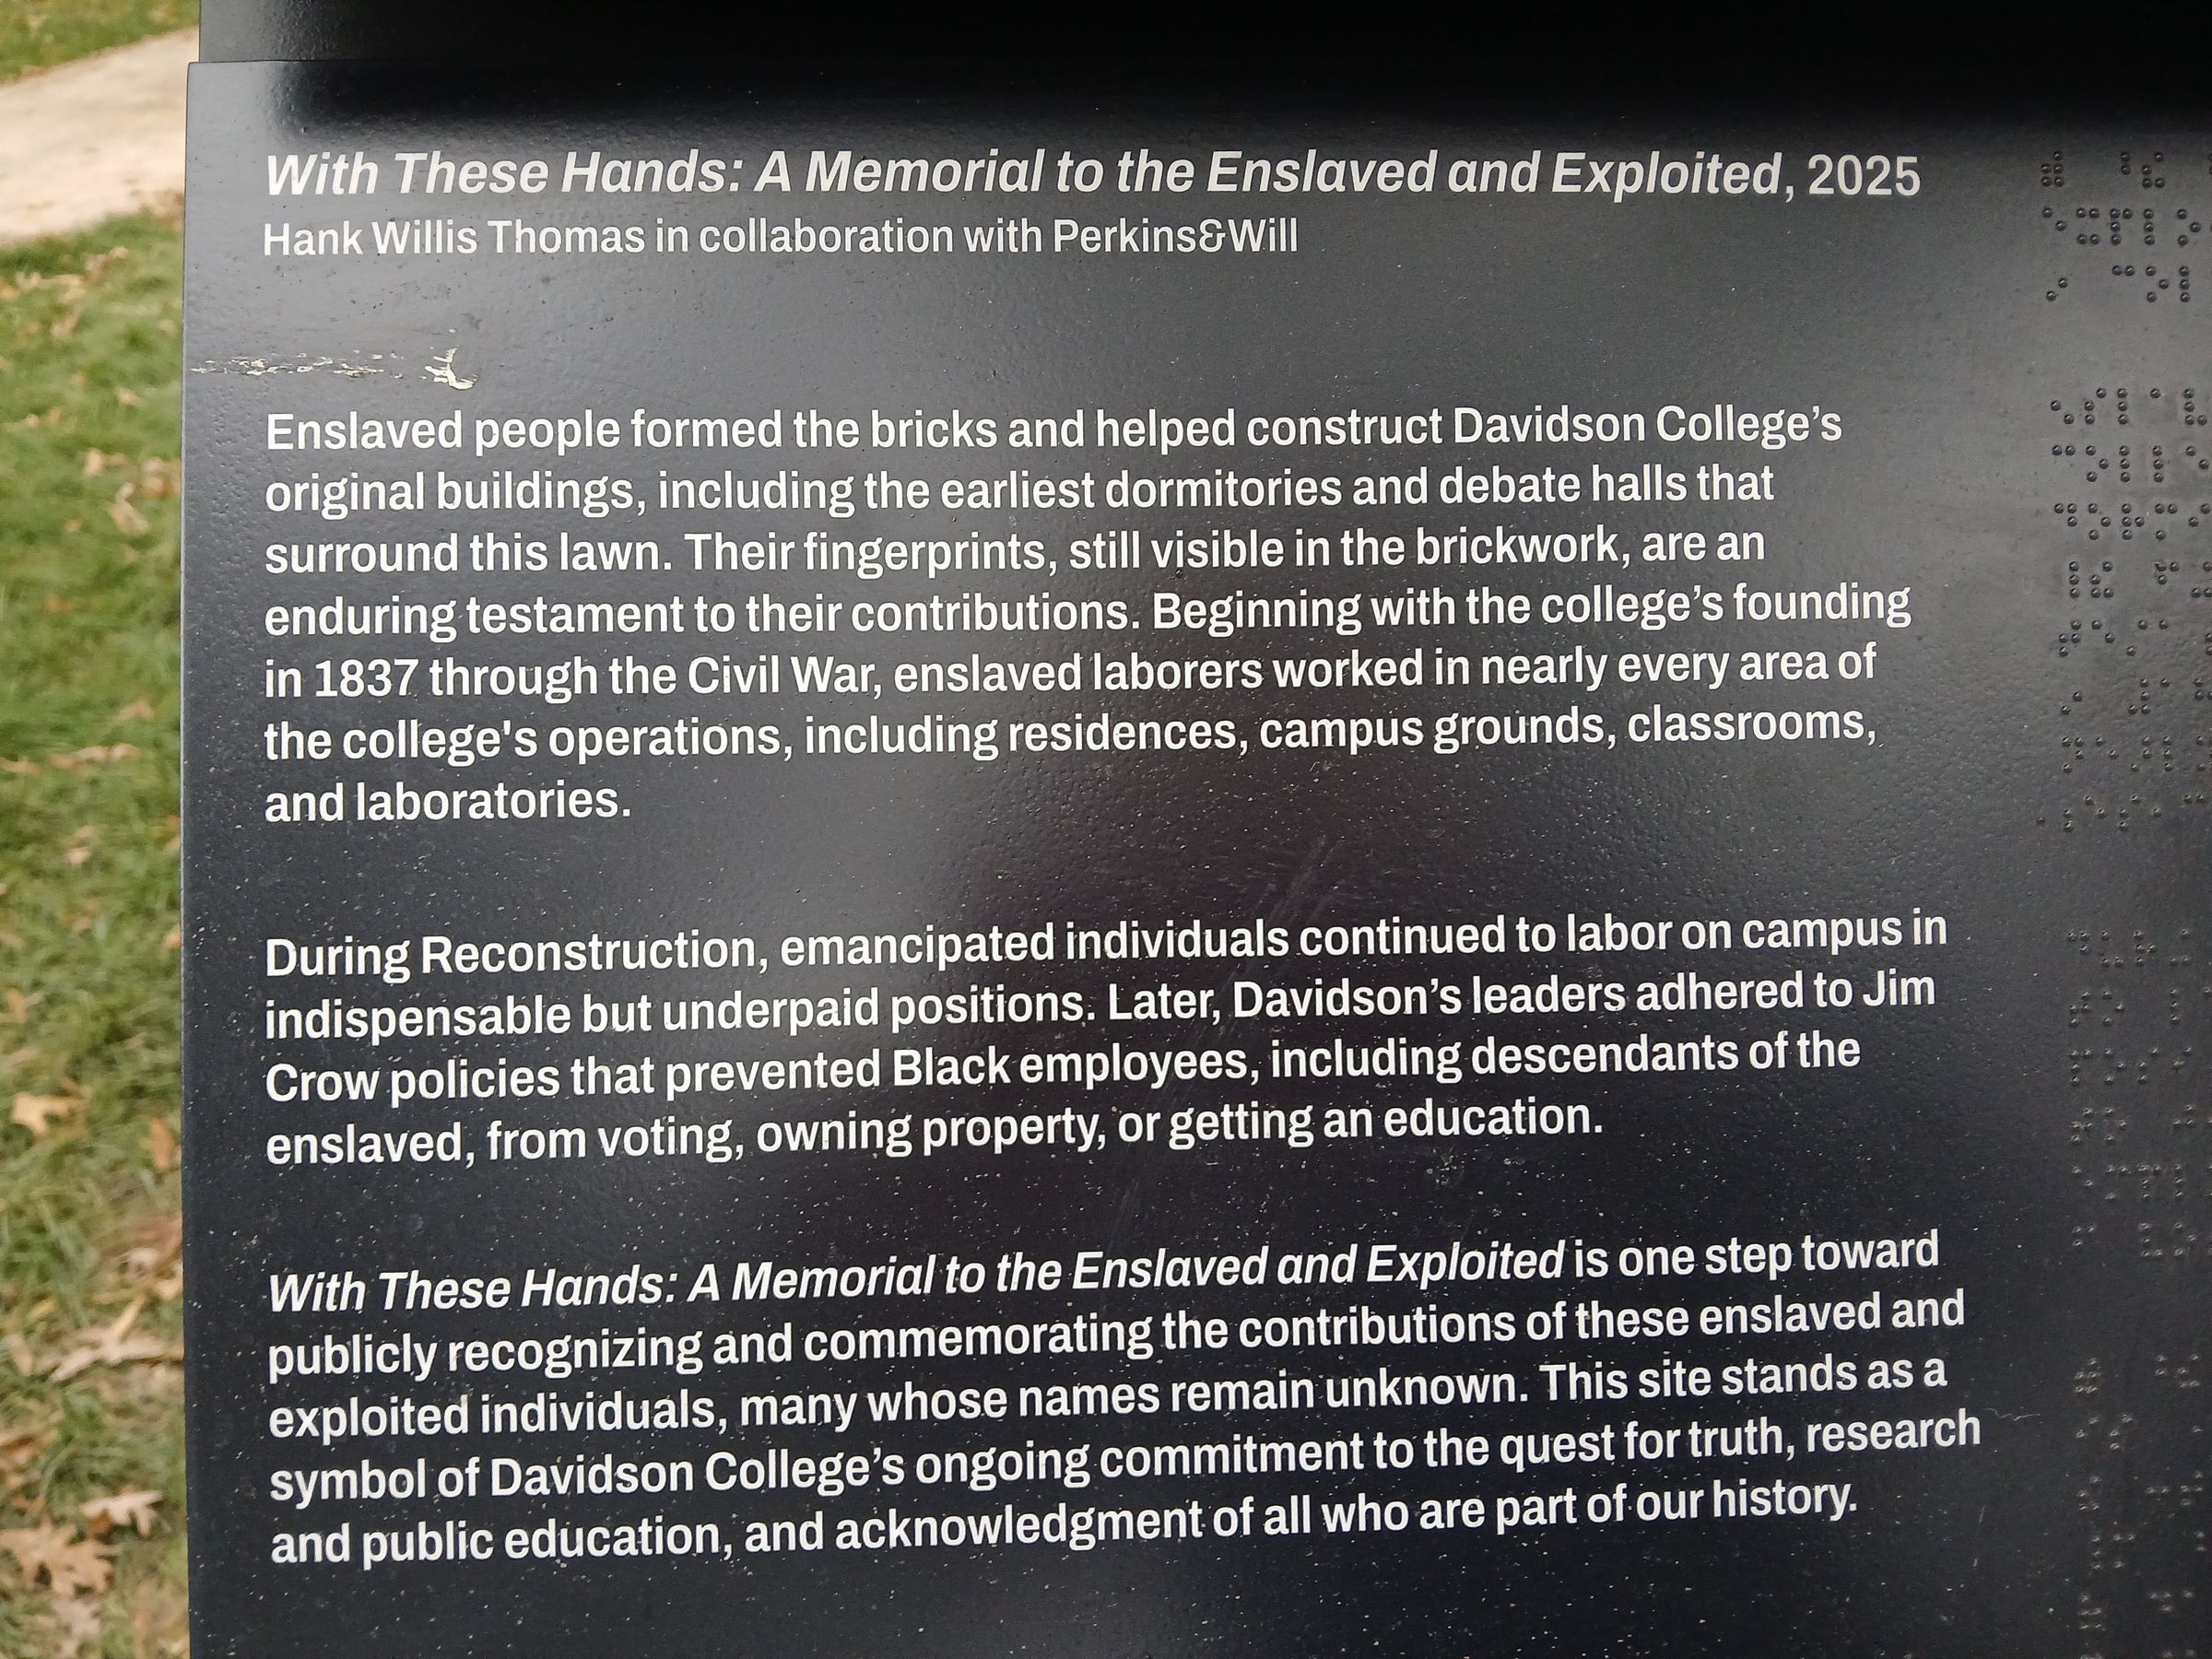 With These Hands: A Memorial to the Enslaved and Exploited, 2025
Hank Willis Thomas in collaboration with Perkins&Will
Enslaved people formed the bricks and helped construct Davidson College’s
original buildings, including the earliest dormitories and debate halls that
surround this lawn. Their fingerprints, still visible in the brickwork, are an
enduring testament to their contributions. Beginning with the college’s founding
in 1837 through the Civil War, enslaved laborers worked in nearly every area of
the college's operations, including residences, campus grounds, classrooms,
and laboratories.
During Reconstruction, emancipated individuals continued to labor on campus in
indispensable but underpaid positions. Later, Davidson’s leaders adhered to Jim
Crow policies that prevented Black employees, including descendants of the
enslaved, from voting, owning property, or getting an education.
With These Hands: A Memorial to the Enslaved and Exploited is one step toward
publicly recognizing and commemorating the contributions of these enslaved and
exploited individuals, many whose names remain unknown. This site stands as a
symbol of Davidson College’s ongoing commitment to the quest for truth, research
and public education, and acknowledgment of all who are part of our history.